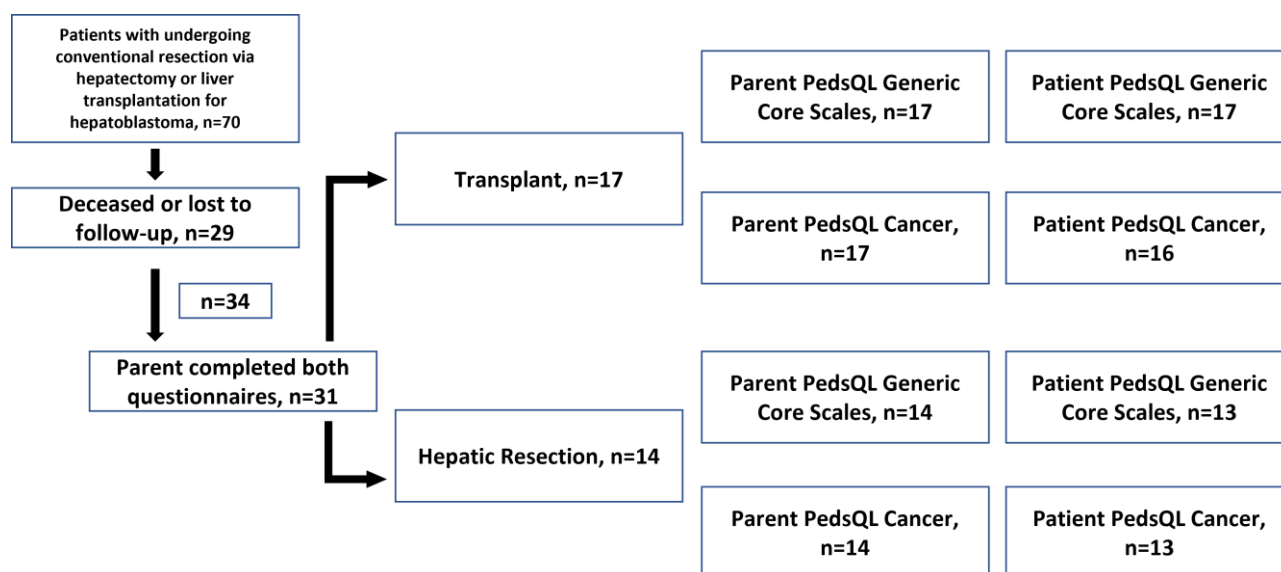 Patients with undergoing
conventional resection via
hepatectomy or liver
transplantation for
hepatoblastoma, n=70
Deceased or lost to
follow-up, n=29
n=34
Parent completed both
questionnaires, n=31
Transplant, n=17
Hepatic Resection, n=14
Parent PedsQL Generic
Core Scales, n=17
Patient PedsQL Generic
Core Scales, n=17
Parent PedsQL Cancer,
n=17
Patient PedsQL Cancer,
n=16
Parent PedsQL Generic
Core Scales, n=14
Patient PedsQL Generic
Core Scales, n=13
Parent PedsQL Cancer,
n=14
Patient PedsQL Cancer,
n=13